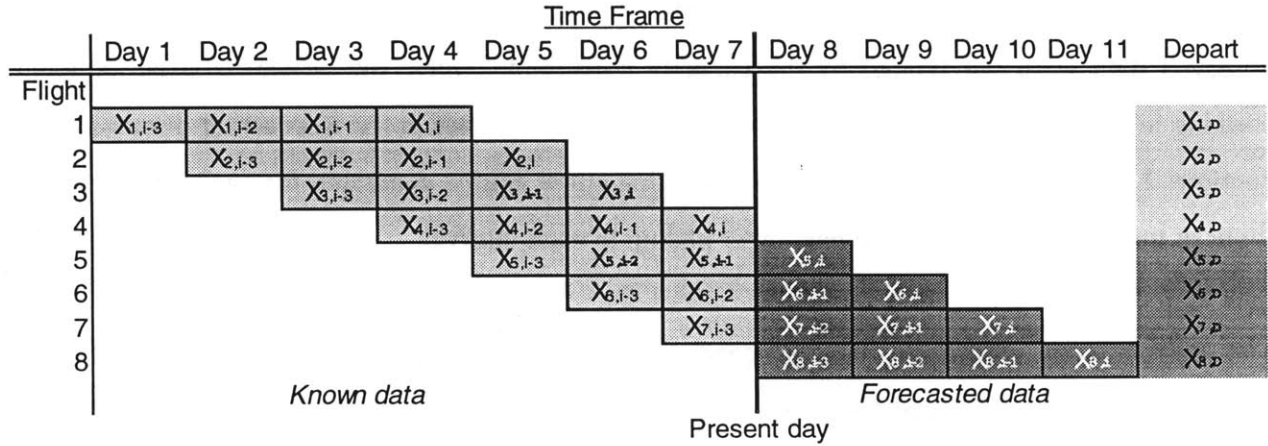 Time Frame
Day 1 Day 2 Day 3 Day 4 Day 5 Day 6 Day 7 Day 8 Day 9 Day 10 Day 11 Depart
Flight
1 X1,i-3 X1,i-2 X1,i-1 X1,i X1,D
2 X2,i-3 X2,i-2 X2,i-1 X2,i X2,D
3 X3,i-3 X3,i-2 X3,i-1 X3,i X3,D
4 X4,i-3 X4,i-2 X4,i-1 X4,i X4,D
5 X5,i-3 X5,i-2 X5,i-1 X5,i X5,D
6 X6,i-3 X6,i-2 X6,i-1 X6,i X6,D
7 X7,i-3 X7,i-2 X7,i-1 X7,i X7,D
8 X8,i-3 X8,i-2 X8,i-1 X8,i X8,D
Known data Forecasted data
Present day